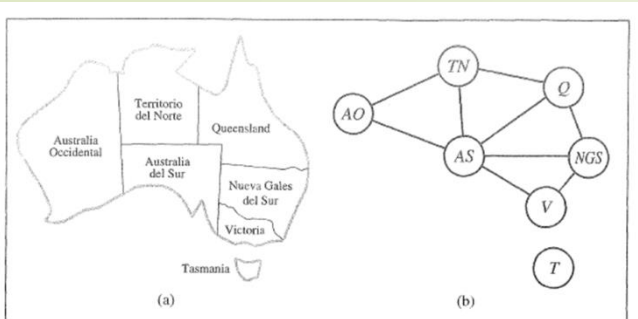 Territorio
del Norte
Queensland
Australia
Occidental
Australia
del Sur
Nueva Gales
del Sur
Victoria
Tasmania
(a)
TN
Q
AO
AS
NGS
V
T
(b)